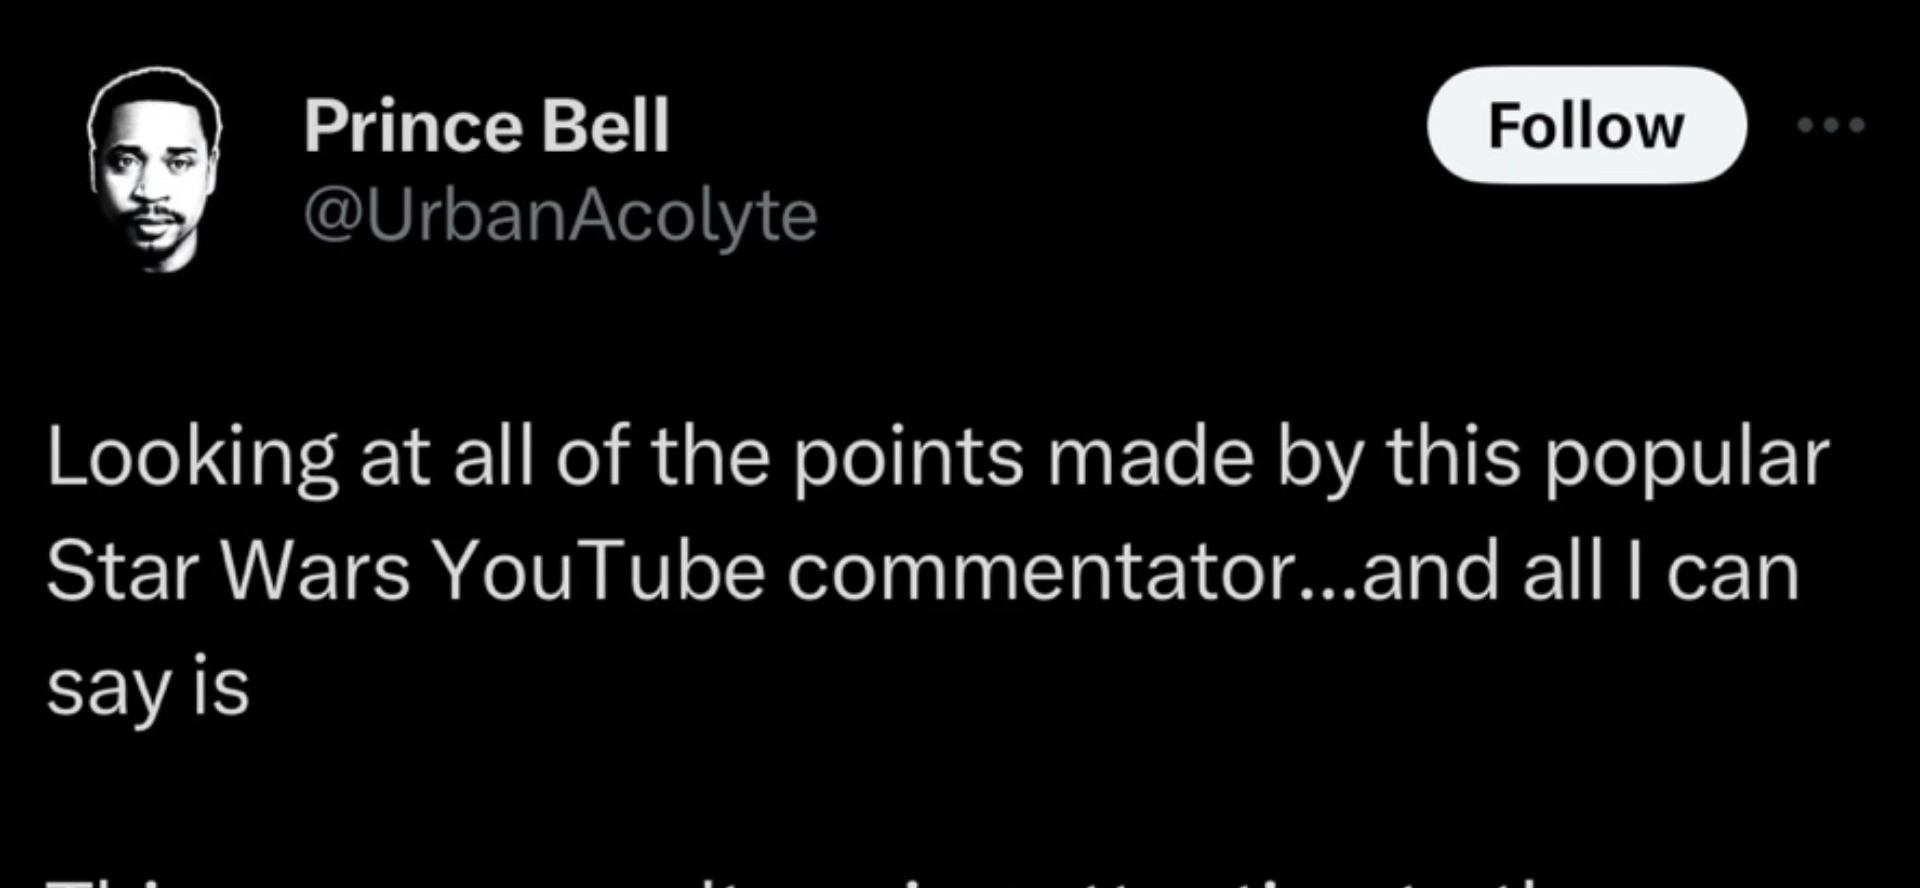 Prince Bell
Follow
@UrbanAcolyte
Looking at all of the points made by this popular
Star Wars YouTube commentator...and all I can
say is